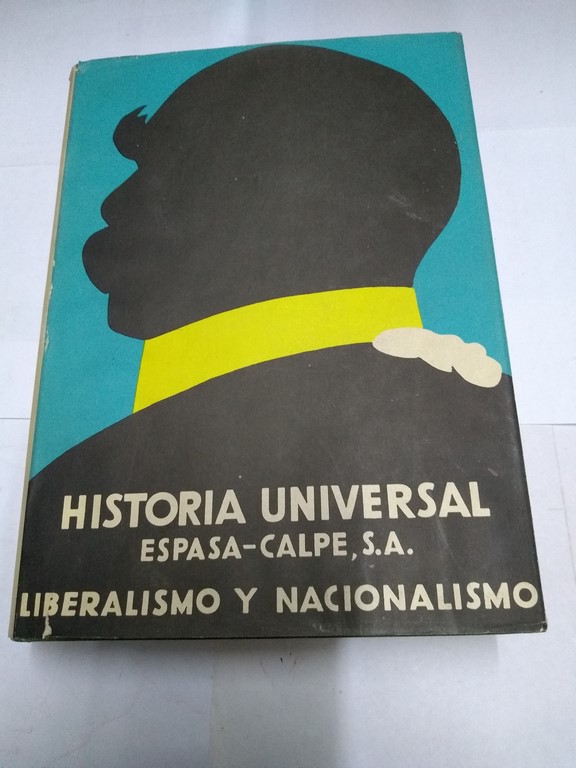 HISTORIA UNIVERSAL
ESPASA-CALPE, S.A.
LIBERALISMO Y NACIONALISMO